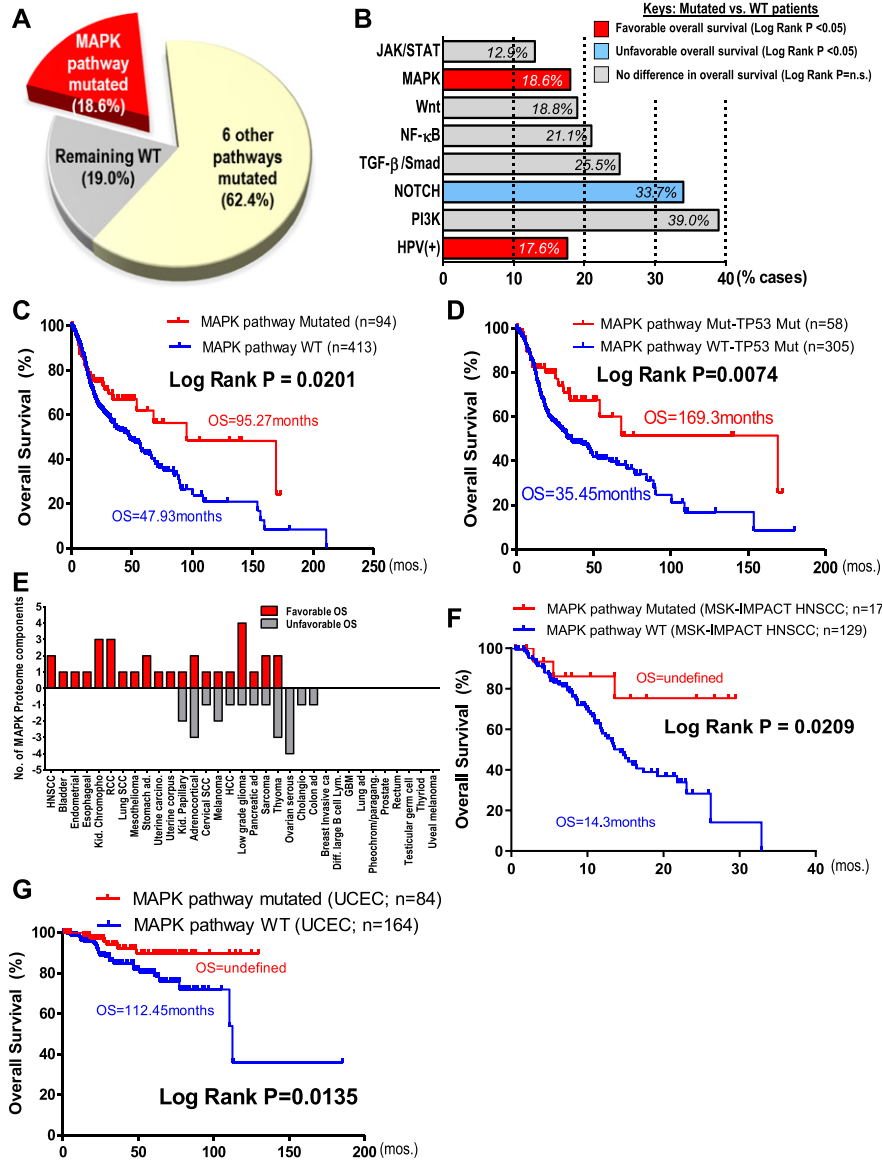 A
MAPK
pathway
mutated
(18.6%)
Remaining WT
(19.0%)
6 other
pathways
mutated
(62.4%)
B
Keys: Mutated vs. WT patients
Favorable overall survival (Log Rank P <0.05)
Unfavorable overall survival (Log Rank P <0.05)
No difference in overall survival (Log Rank P=n.s.)
JAK/STAT 12.9%
MAPK 18.6%
Wnt 18.8%
NF-κB 21.1%
TGF-β/Smad 25.5%
NOTCH 33.7%
PI3K 39.0%
HPV(+) 17.6%
0 10 20 30 40 (% cases)
C
MAPK pathway Mutated (n=94)
MAPK pathway WT (n=413)
Log Rank P = 0.0201
OS=95.27months
OS=47.93months
Overall Survival (%)
100
80
60
40
20
0
0 50 100 150 200 250 (mos.)
D
MAPK pathway Mut-TP53 Mut (n=58)
MAPK pathway WT-TP53 Mut (n=305)
Log Rank P=0.0074
OS=169.3months
OS=35.45months
Overall Survival (%)
100
80
60
40
20
0
0 50 100 150 200 (mos.)
E
Favorable OS
Unfavorable OS
No. of MAPK Proteome components
5
4
3
2
1
0
-1
-2
-3
-4
-5
HNSCC
Bladder
Endometrial
Esophageal
Kid. Chromopho
RCC
Lung SCC
Mesothelioma
Stomach ad.
Uterine carcino.
Uterine corpus
Kid. Papillary
Adrenocortical
Cervical SCC
Melanoma
HCC
Low grade glioma
Pancreatic ad
Sarcoma
Thyoma
Ovarian serous
Cholangio
Colon ad
Breast Invasive ca
Diff. large B cell Lym.
GBM
Lung ad
Pheochrom/paragang.
Prostate
Rectum
Testicular germ cell
Thyriod
Uveal melanoma
F
MAPK pathway Mutated (MSK-IMPACT HNSCC; n=17
MAPK pathway WT (MSK-IMPACT HNSCC; n=129)
OS=undefined
Log Rank P = 0.0209
OS=14.3months
Overall Survival (%)
100
80
60
40
20
0
0 10 20 30 40 (mos.)
G
MAPK pathway mutated (UCEC; n=84)
MAPK pathway WT (UCEC; n=164)
OS=undefined
OS=112.45months
Log Rank P=0.0135
Overall Survival (%)
100
80
60
40
80
0
0 50 100 150 200 (mos.)